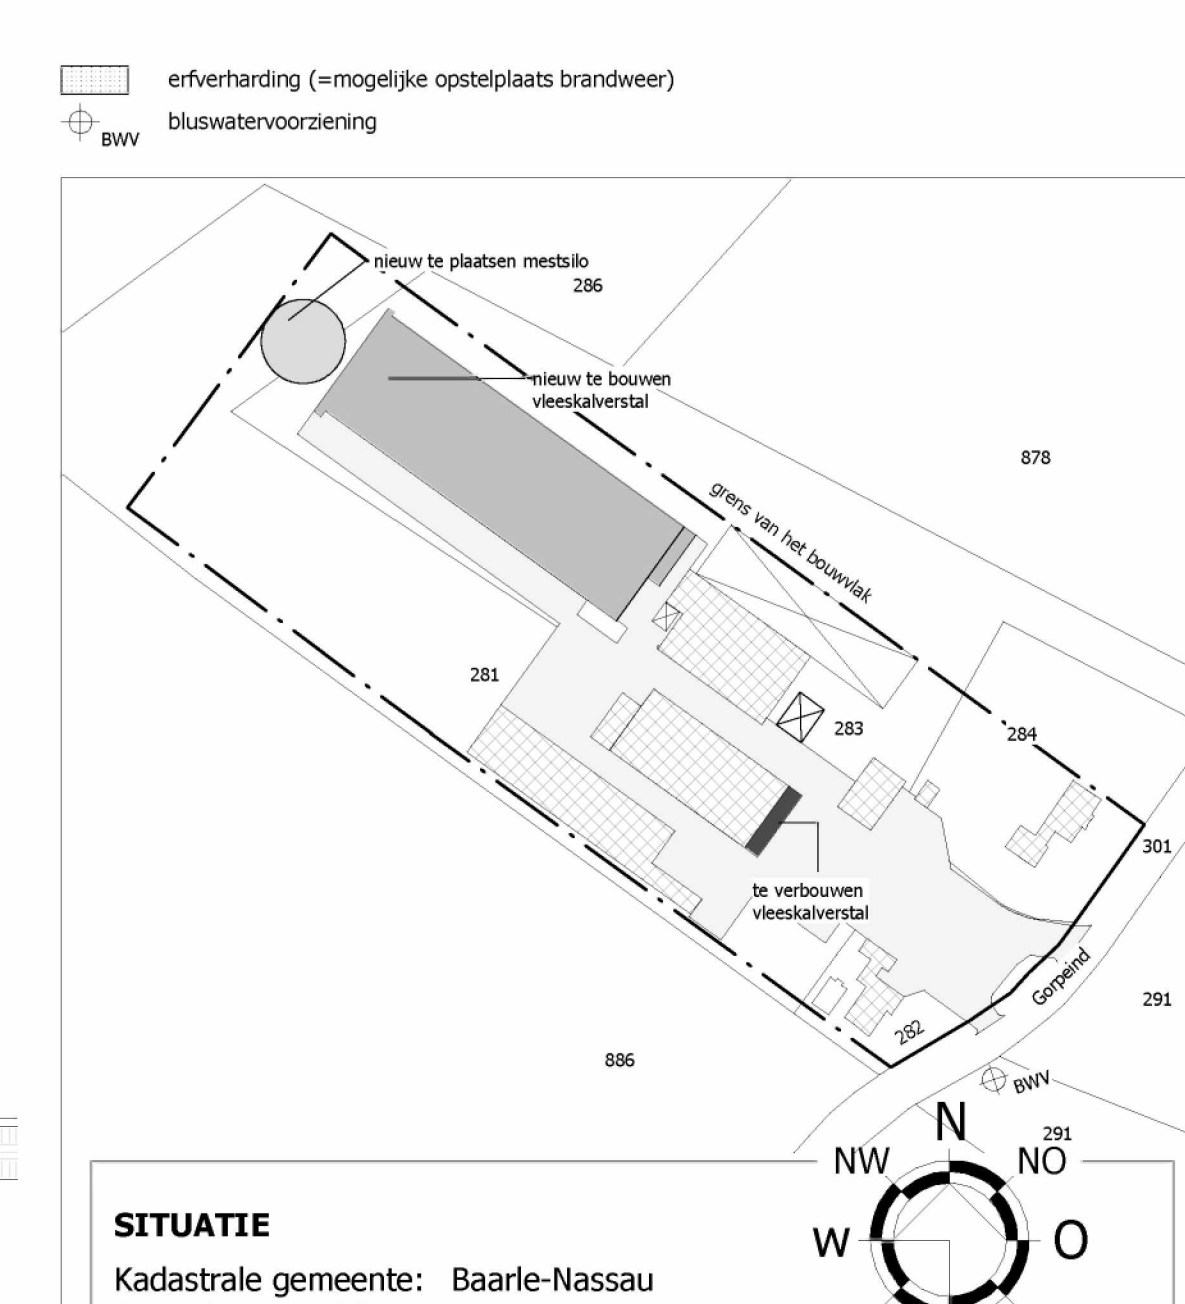 erfverharding (=mogelijke opstelplaats brandweer)
BWV
bluswatervoorziening
nieuw te plaatsen mestsilo
286
nieuw te bouwen
vleeskalverstal
878
grens van het bouwvlak
281
283
284
301
te verbouwen
vleeskalverstal
Gorpeind
291
282
886
BWV
291
N
NW
NO
W
O
SITUATIE
Kadastrale gemeente: Baarle-Nassau